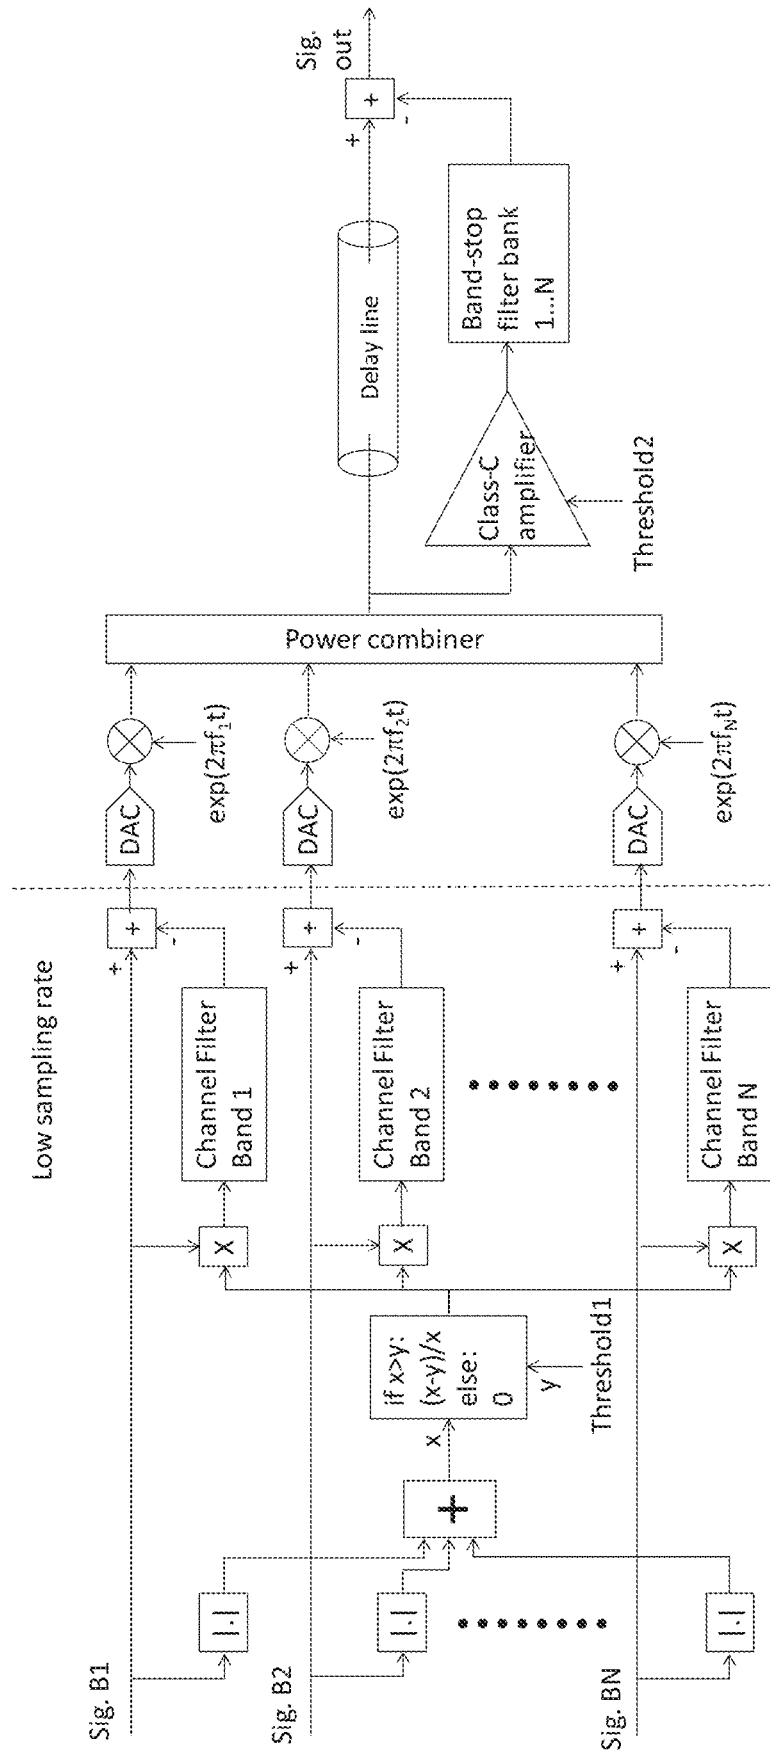 Low sampling rate
Sig. B1
|.|
Sig. B2
|.|
Sig. BN
|.|
+
x
if x>y:
(x-y)/x
else:
0
y
Threshold1
X
Channel Filter
Band 1
+
-
+
DAC
exp(2πf1t)
X
Channel Filter
Band 2
+
-
+
DAC
exp(2πf2t)
X
Channel Filter
Band N
+
-
+
DAC
exp(2πfNt)
Power combiner
Delay line
Class-C
amplifier
Threshold2
Band-stop
filter bank
1...N
+
-
+
Sig.
out